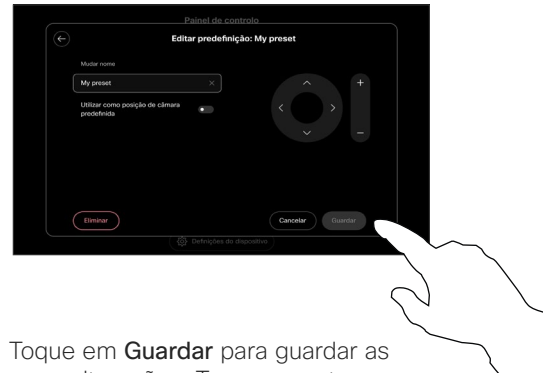 Painel de controlo
Editar predefinição: My preset
Mudar nome
My preset
Utilizar como posição de câmara
predefinida
Eliminar
Cancelar
Guardar
Definições do dispositivo
Toque em Guardar para guardar as